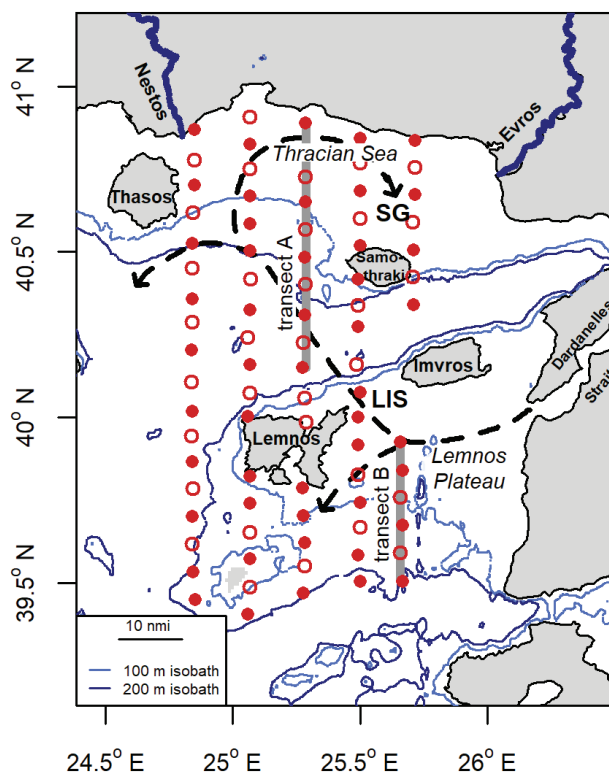 41° N
40.5° N
40° N
39.5° N
Nestos
Evros
Thracian Sea
Thasos
SG
Samo-
thraki
transect A
Dardanelles
Strait
Imvros
LIS
Lemnos
Lemnos
Plateau
transect B
10 nmi
100 m isobath
200 m isobath
24.5° E
25° E
25.5° E
26° E